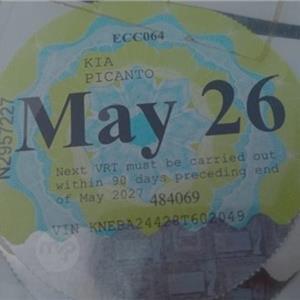 ECC064
KIA
PICANTO
May 26
Next VRT must be carried out
within 90 days preceding end
of May 2027
484069
VIN KNEBA24428T602049
N2957227